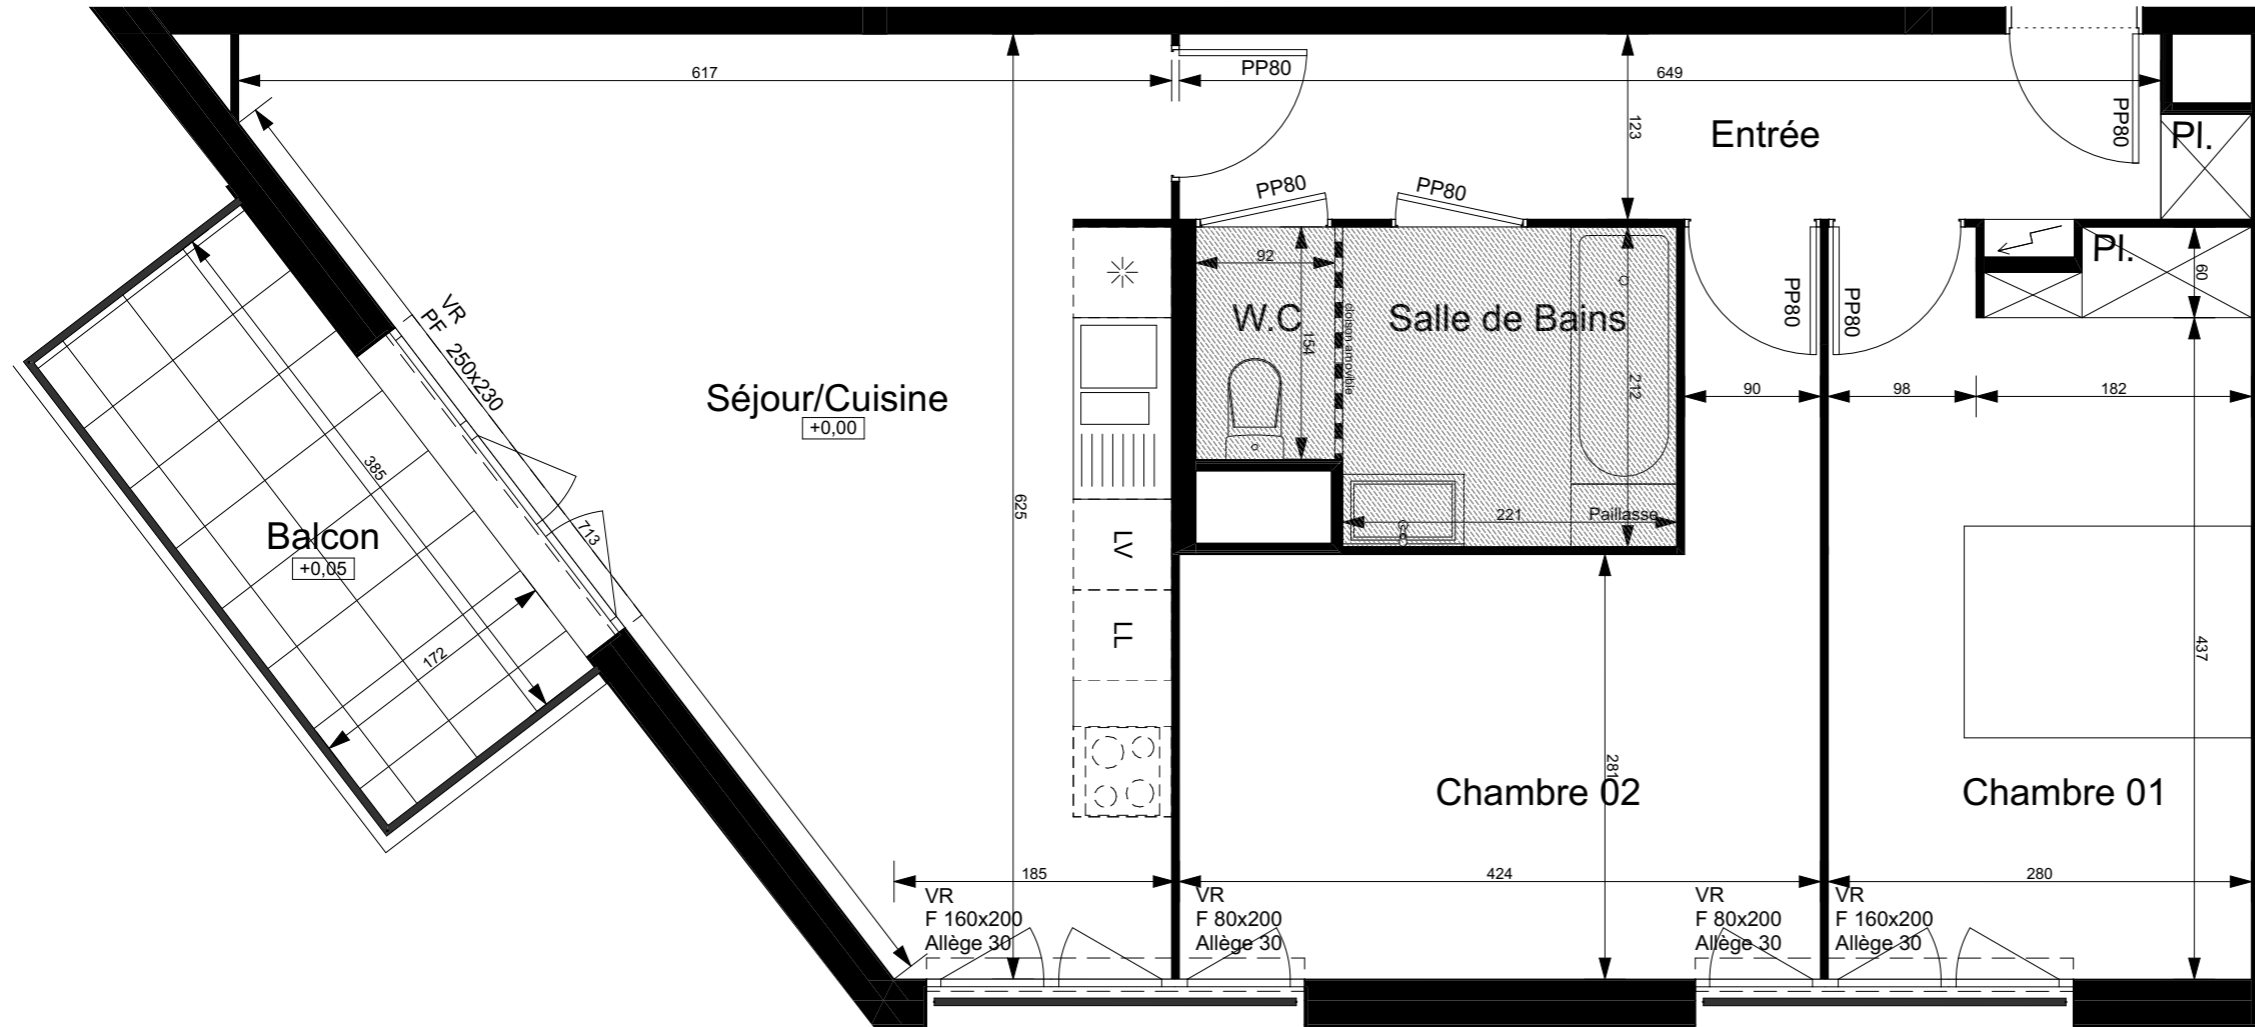 617
PP80
649
123
Entrée
PP80
Pl.
PP80
PP80
Pl.
60
92
W.C
154
cloison amovible
Salle de Bains
212
PP80
PP80
VR
PF 250x230
Séjour/Cuisine
+0,00
90
98
182
385
625
713
Balcon
+0,05
221
Paillasse
LV
LL
172
437
281
Chambre 02
Chambre 01
185
424
280
VR
F 160x200
Allège 30
VR
F 80x200
Allège 30
VR
F 80x200
Allège 30
VR
F 160x200
Allège 30